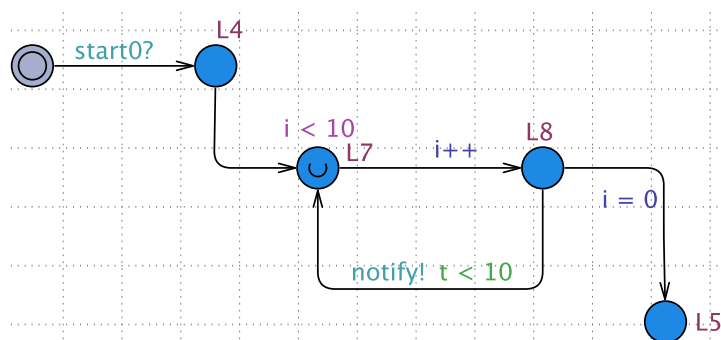 L4
start0?
i < 10
L7
i++
L8
i = 0
notify! t < 10
L5